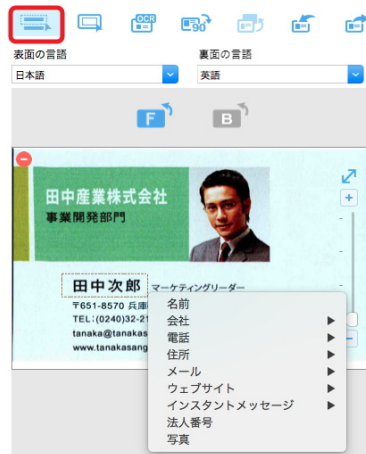 OCR
90°
表面の言語
裏面の言語
日本語
英語
F
B
田中産業株式会社
事業開発部門
田中次郎 マーケティングリーダー
〒651-8570 兵庫
TEL:(0240)32-21
tanaka@tanakas
www.tanakasang
名前
会社
電話
住所
メール
ウェブサイト
インスタントメッセージ
法人番号
写真